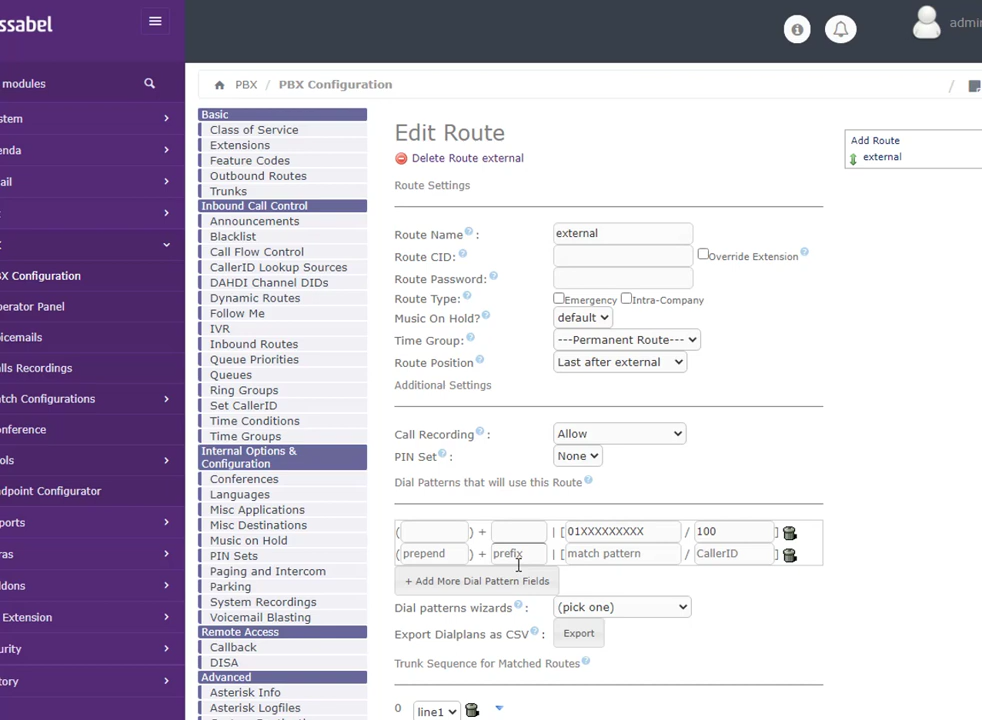 ssabel
admin
modules
stem
enda
ail
X
BX Configuration
perator Panel
oicemails
alls Recordings
atch Configurations
onference
ols
ndpoint Configurator
ports
ras
ddons
Extension
urity
tory
PBX / PBX Configuration /
Basic
Class of Service
Extensions
Feature Codes
Outbound Routes
Trunks
Inbound Call Control
Announcements
Blacklist
Call Flow Control
CallerID Lookup Sources
DAHDI Channel DIDs
Dynamic Routes
Follow Me
IVR
Inbound Routes
Queue Priorities
Queues
Ring Groups
Set CallerID
Time Conditions
Time Groups
Internal Options &
Configuration
Conferences
Languages
Misc Applications
Misc Destinations
Music on Hold
PIN Sets
Paging and Intercom
Parking
System Recordings
Voicemail Blasting
Remote Access
Callback
DISA
Advanced
Asterisk Info
Asterisk Logfiles
Edit Route
Delete Route external
Route Settings
Route Name ? : external
Route CID: ? Override Extension ?
Route Password: ?
Route Type: ? Emergency Intra-Company
Music On Hold? ? default
Time Group: ? ---Permanent Route---
Route Position ? Last after external
Additional Settings
Call Recording ? : Allow
PIN Set ? : None
Dial Patterns that will use this Route ?
( ) + | [ 01XXXXXXXXX / 100 ]
( prepend ) + prefix | [ match pattern / CallerID ]
+ Add More Dial Pattern Fields
Dial patterns wizards ? : (pick one)
Export Dialplans as CSV ? : Export
Trunk Sequence for Matched Routes ?
0 line1
Add Route
external